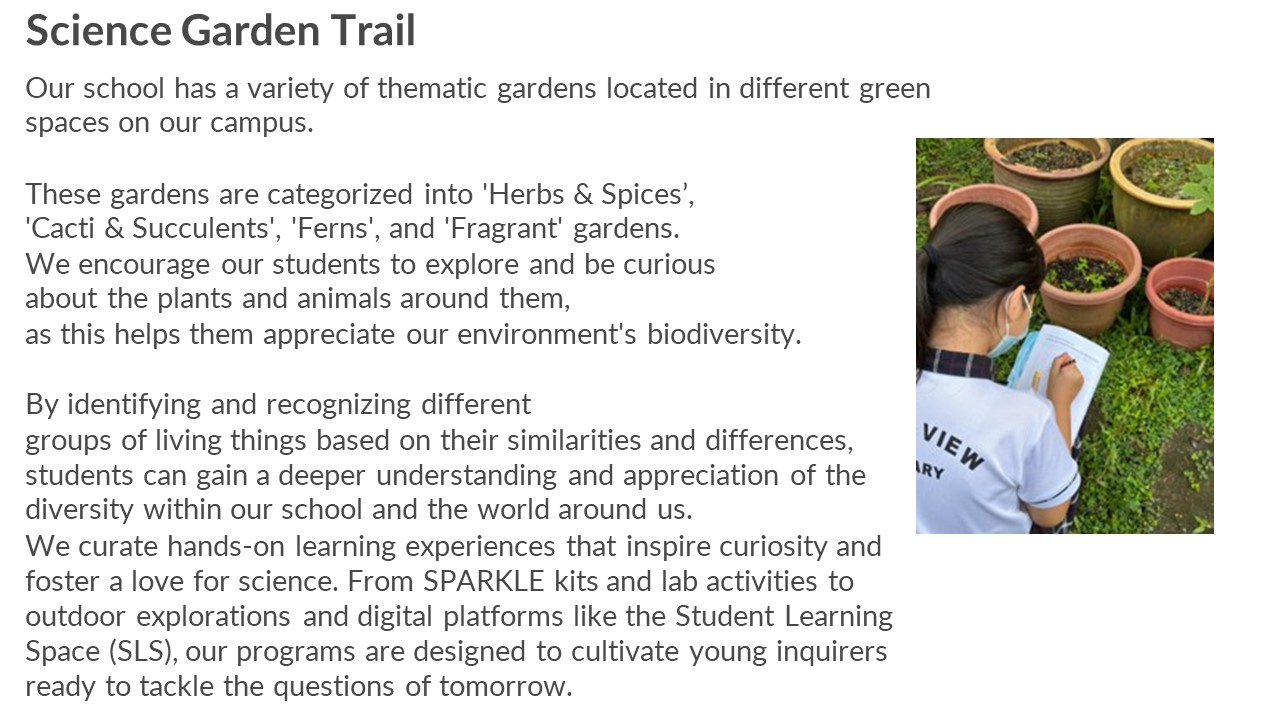 Science Garden Trail
Our school has a variety of thematic gardens located in different green
spaces on our campus.
These gardens are categorized into 'Herbs & Spices’,
'Cacti & Succulents', 'Ferns', and 'Fragrant' gardens.
We encourage our students to explore and be curious
about the plants and animals around them,
as this helps them appreciate our environment's biodiversity.
By identifying and recognizing different
groups of living things based on their similarities and differences,
students can gain a deeper understanding and appreciation of the
diversity within our school and the world around us.
We curate hands-on learning experiences that inspire curiosity and
foster a love for science. From SPARKLE kits and lab activities to
outdoor explorations and digital platforms like the Student Learning
Space (SLS), our programs are designed to cultivate young inquirers
ready to tackle the questions of tomorrow.
VIEW
ARY